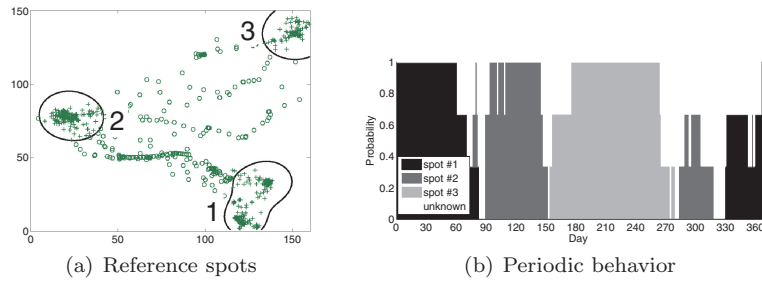 150
100
50
0
0
50
100
150
3
2
1
(a) Reference spots
1
0.8
0.6
0.4
0.2
0
Probability
spot #1
spot #2
spot #3
unknown
0 30 60 90 120 150 180 210 240 270 300 330 360
Day
(b) Periodic behavior